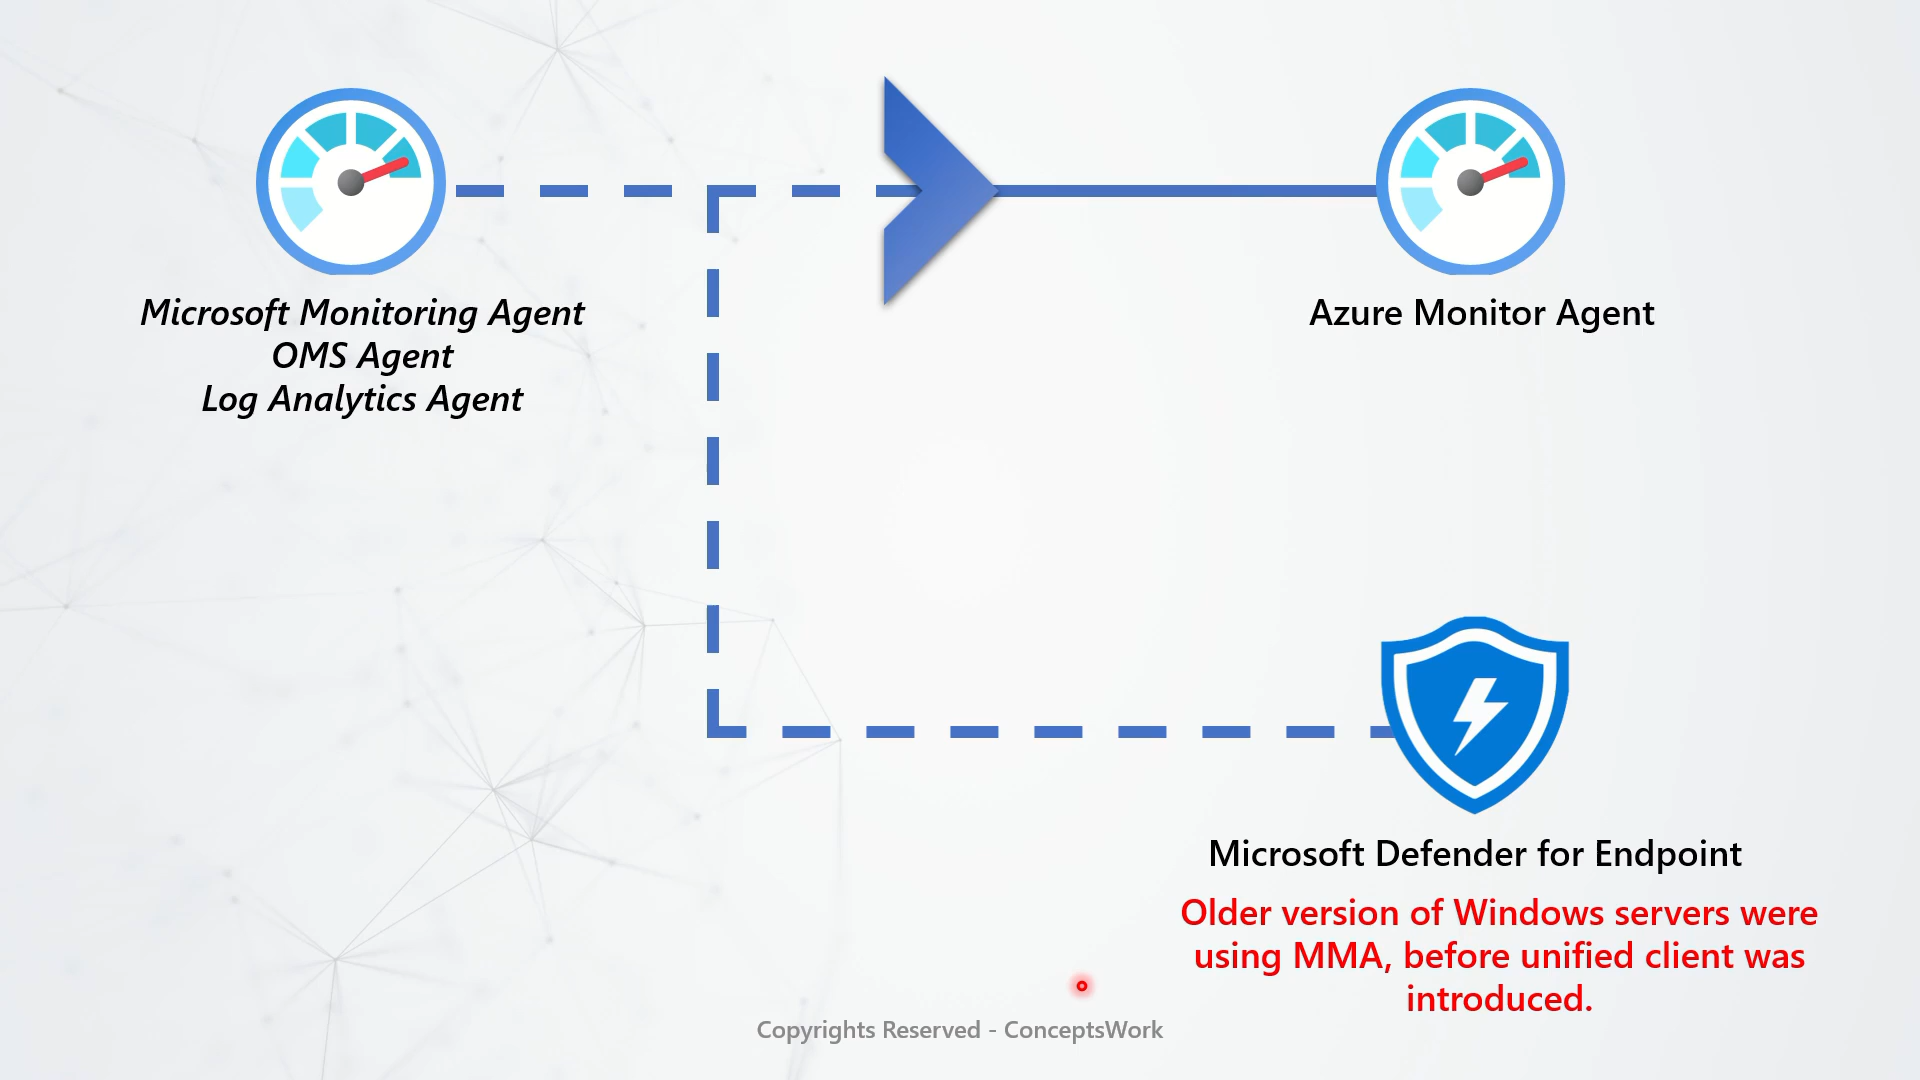 Microsoft Monitoring Agent
OMS Agent
Log Analytics Agent
Azure Monitor Agent
Microsoft Defender for Endpoint
Older version of Windows servers were
using MMA, before unified client was
introduced.
Copyrights Reserved - ConceptsWork